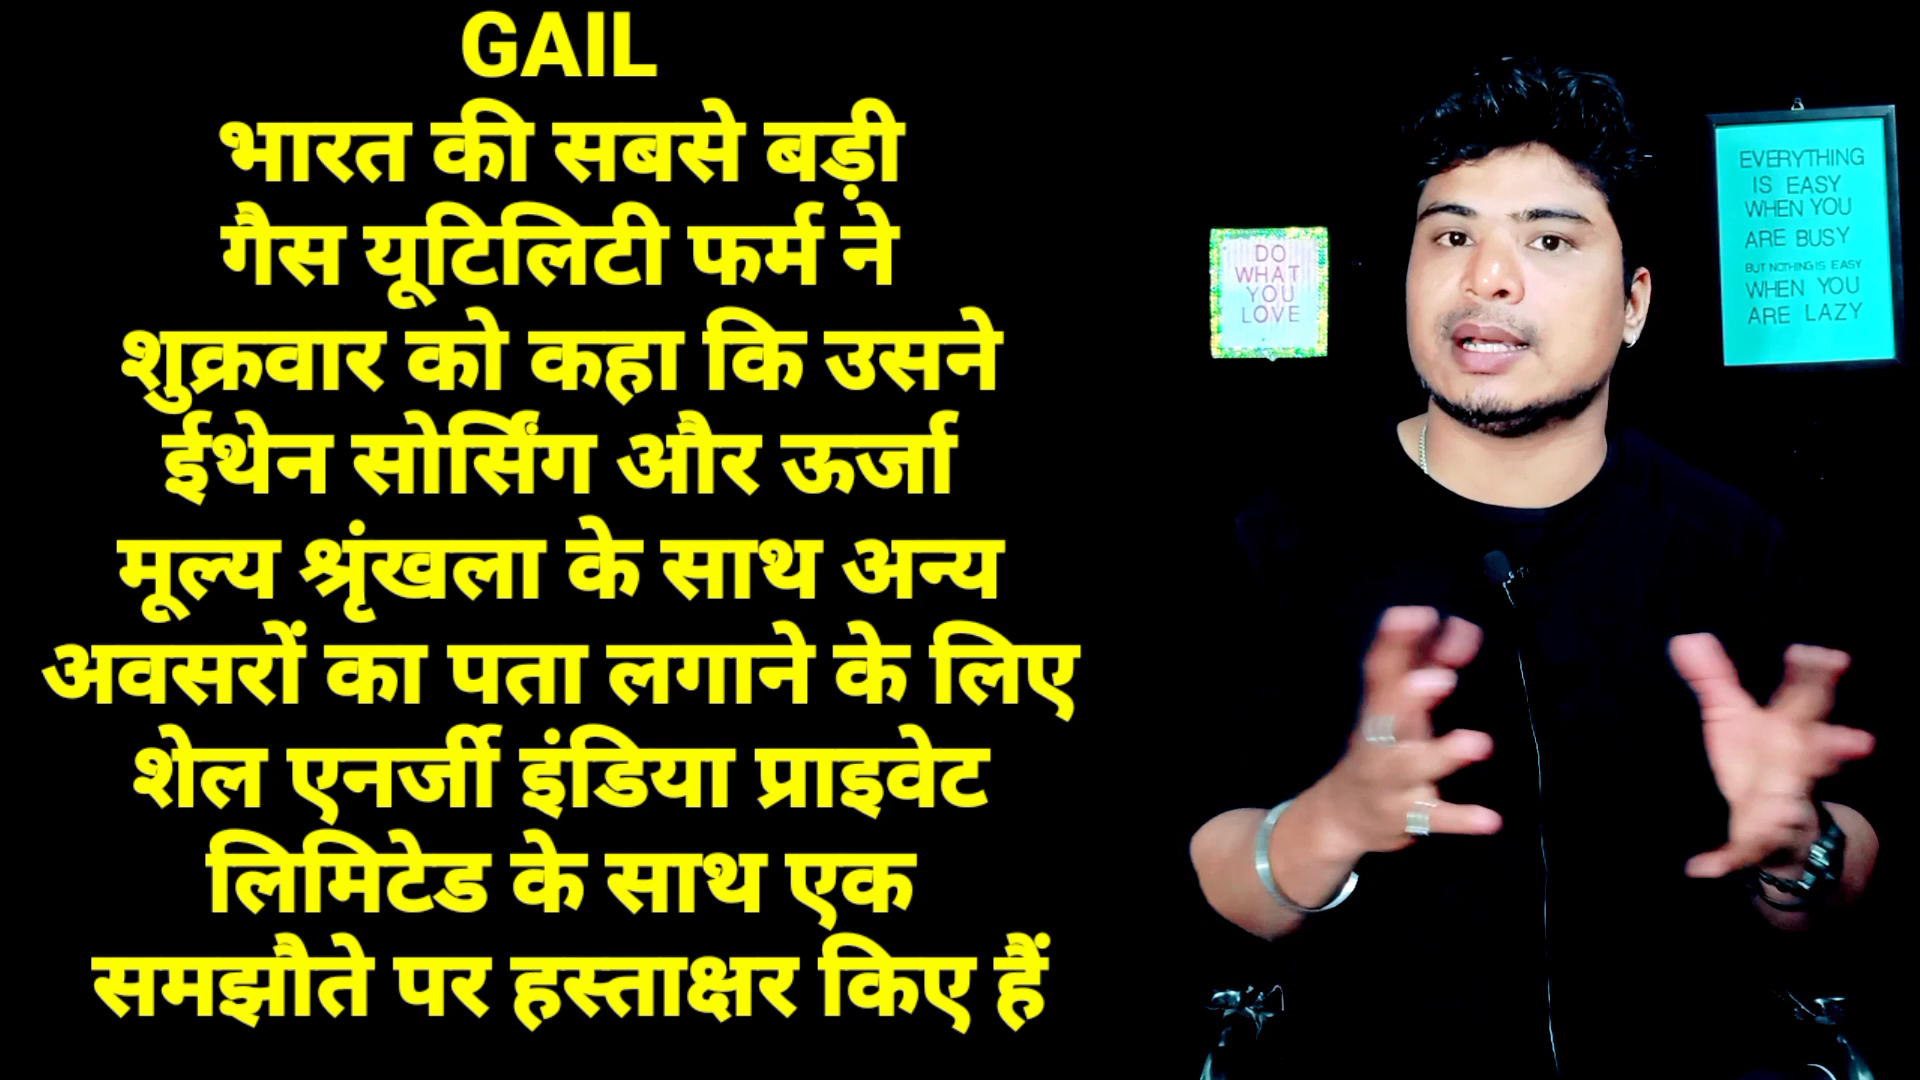 GAIL
भारत की सबसे बड़ी
गैस यूटिलिटी फर्म ने
शुक्रवार को कहा कि उसने
ईथेन सोर्सिंग और ऊर्जा
मूल्य श्रृंखला के साथ अन्य
अवसरों का पता लगाने के लिए
शेल एनर्जी इंडिया प्राइवेट
लिमिटेड के साथ एक
समझौते पर हस्ताक्षर किए हैं
DO
WHAT
YOU
LOVE
EVERYTHING
IS EASY
WHEN YOU
ARE BUSY
BUT NOTHING IS EASY
WHEN YOU
ARE LAZY